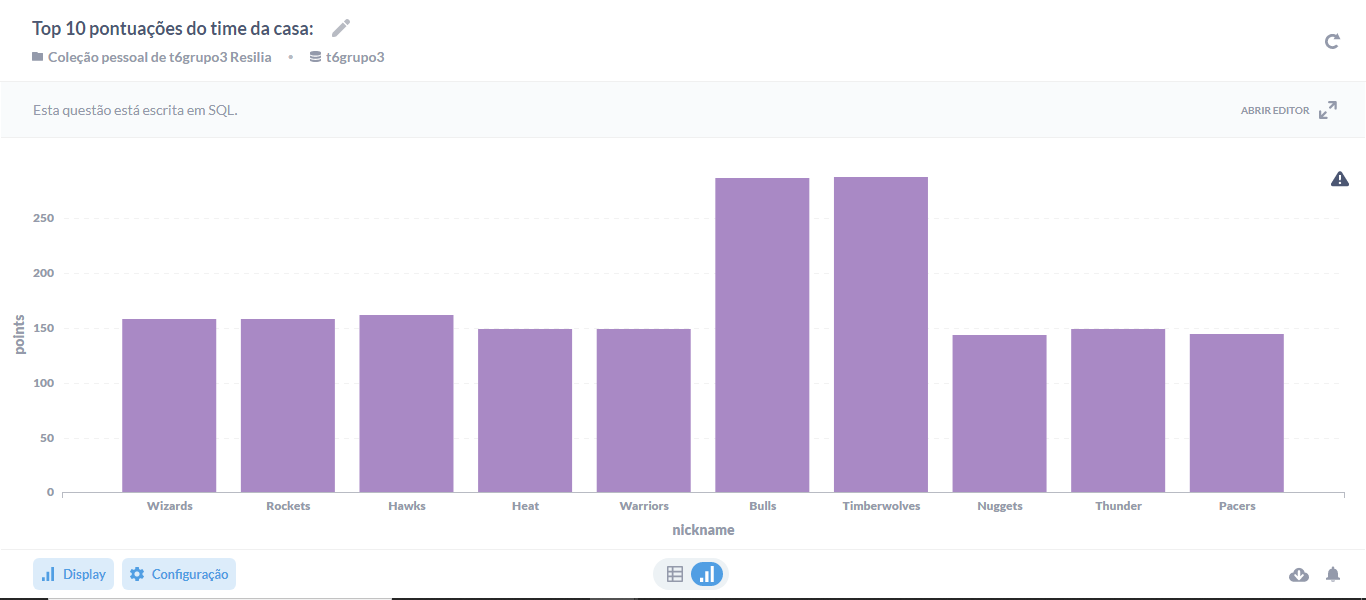 Top 10 pontuações do time da casa:
Coleção pessoal de t6grupo3 Resilia • t6grupo3
Esta questão está escrita em SQL.
ABRIR EDITOR
250
200
150
100
50
0
points
Wizards Rockets Hawks Heat Warriors Bulls Timberwolves Nuggets Thunder Pacers
nickname
Display Configuração